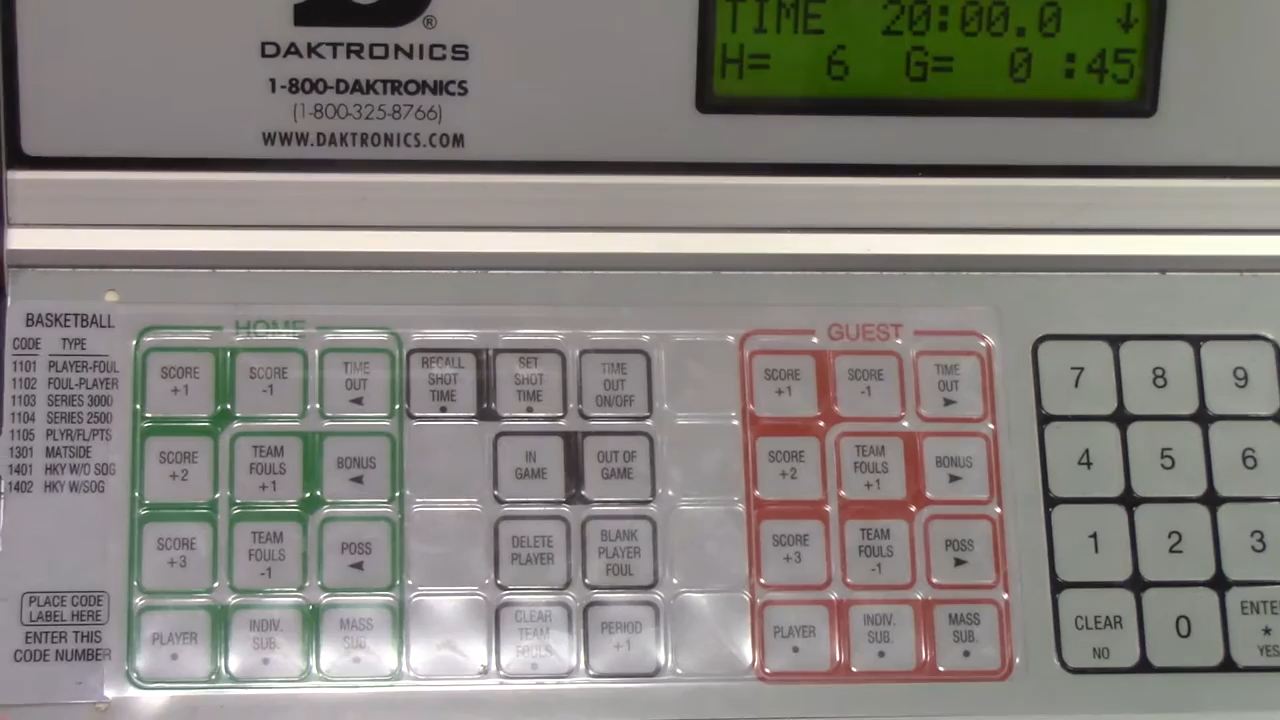 ®
DAKTRONICS
1-800-DAKTRONICS
(1-800-325-8766)
WWW.DAKTRONICS.COM
TIME 20:00.0 ↓
H= 6 G= 0 :45
BASKETBALL
CODE TYPE
1101 PLAYER-FOUL
1102 FOUL-PLAYER
1103 SERIES 3000
1104 SERIES 2500
1105 PLYR/FL/PTS
1301 MATSIDE
1401 HKY W/O SOG
1402 HKY W/SOG
PLACE CODE
LABEL HERE
ENTER THIS
CODE NUMBER
HOME
SCORE
+1
SCORE
-1
TIME
OUT
◄
SCORE
+2
TEAM
FOULS
+1
BONUS
◄
SCORE
+3
TEAM
FOULS
-1
POSS
◄
PLAYER
•
INDIV.
SUB.
•
MASS
SUB.
•
RECALL
SHOT
TIME
•
SET
SHOT
TIME
•
TIME
OUT
ON/OFF
IN
GAME
OUT OF
GAME
DELETE
PLAYER
BLANK
PLAYER
FOUL
CLEAR
TEAM
FOULS
•
PERIOD
+1
GUEST
SCORE
+1
SCORE
-1
TIME
OUT
►
SCORE
+2
TEAM
FOULS
+1
BONUS
►
SCORE
+3
TEAM
FOULS
-1
POSS
►
PLAYER
•
INDIV.
SUB.
•
MASS
SUB.
•
7 8 9
4 5 6
1 2 3
CLEAR
NO
0
ENTE
*
YES